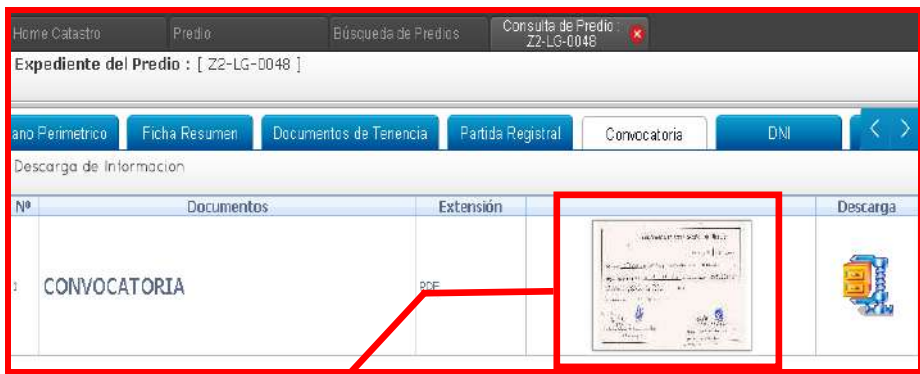 Home Catastro Predio Búsqueda de Predios Consulta de Predio :
Z2-LG-0048
Expediente del Predio : [ Z2-LG-0048 ]
ano Perimetrico Ficha Resumen Documentos de Tenencia Partida Registral Convocatoria DNI
Descarga de Informacion
Nº Documentos Extensión Descarga
CONVOCATORIA PDF